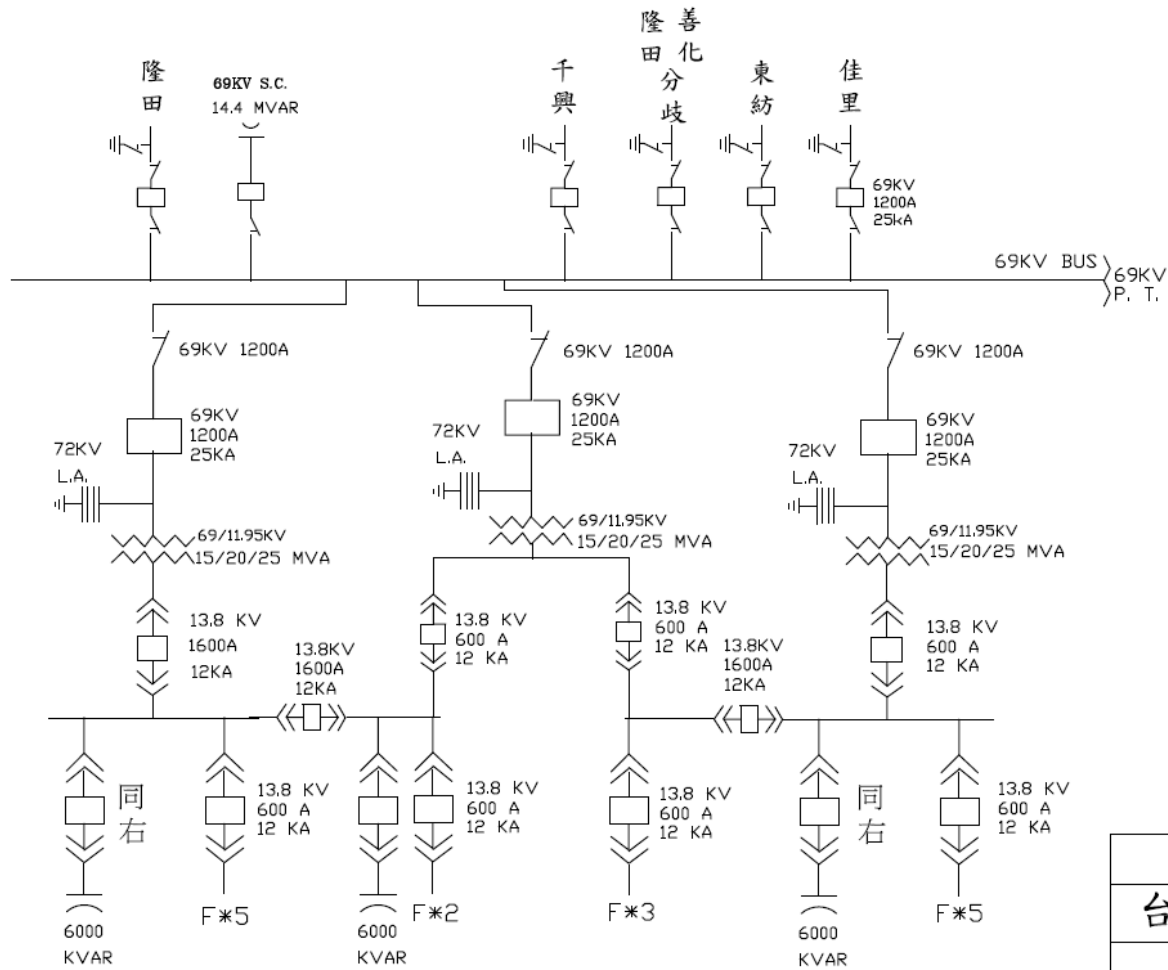 隆田
69KV S.C.
14.4 MVAR
千興
隆田
善化
分歧
東紡
佳里
69KV
1200A
25kA
69KV BUS
69KV
P. T.
69KV 1200A
69KV 1200A
69KV 1200A
69KV
1200A
25KA
69KV
1200A
25KA
69KV
1200A
25KA
72KV
L.A.
72KV
L.A.
72KV
L.A.
69/11.95KV
15/20/25 MVA
69/11.95KV
15/20/25 MVA
69/11.95KV
15/20/25 MVA
13.8 KV
1600A
12KA
13.8KV
1600A
12KA
13.8 KV
600 A
12 KA
13.8 KV
600 A
12 KA
13.8KV
1600A
12KA
13.8 KV
600 A
12 KA
同右
13.8 KV
600 A
12 KA
13.8 KV
600 A
12 KA
13.8 KV
600 A
12 KA
同右
13.8 KV
600 A
12 KA
6000
KVAR
F*5
6000
KVAR
F*2
F*3
6000
KVAR
F*5
台